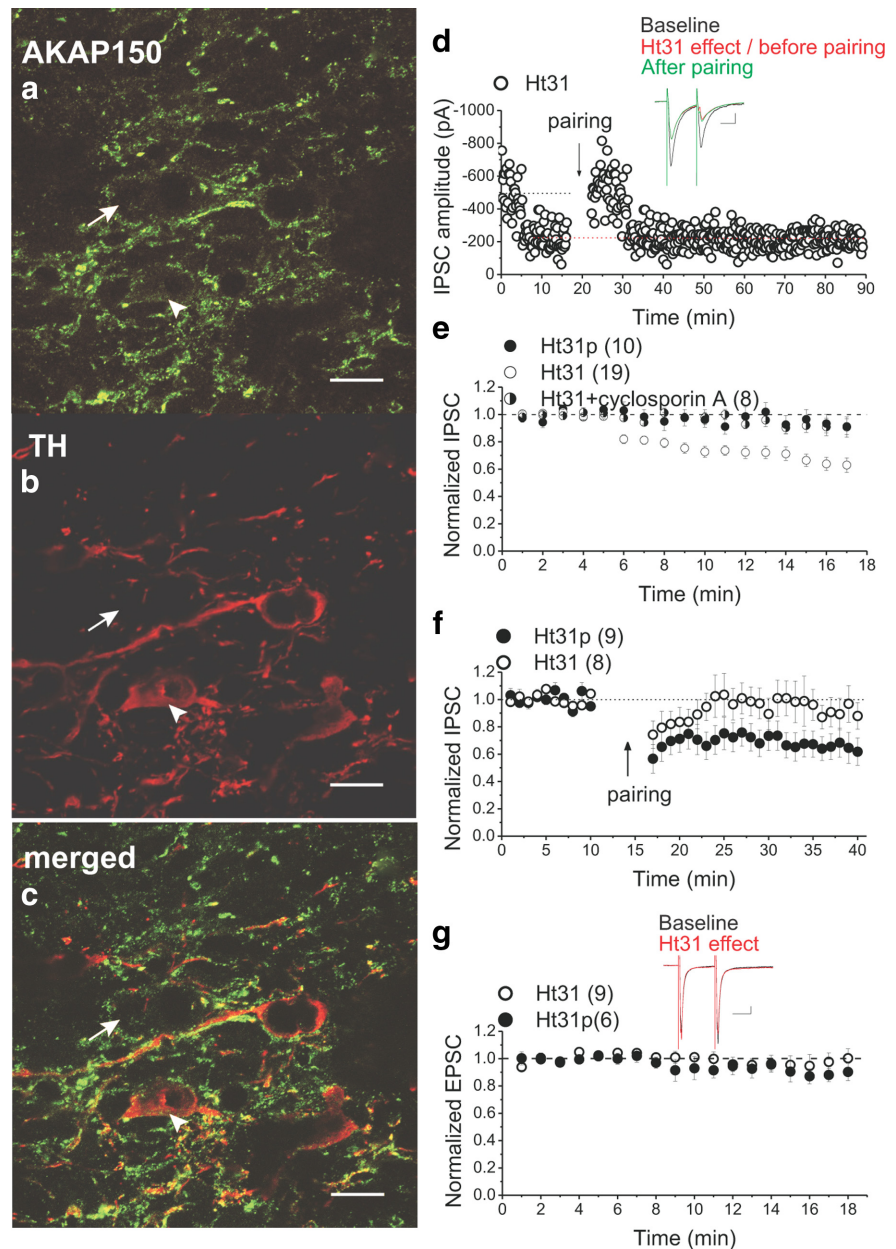 AKAP150
a
TH
b
merged
c
d
Baseline
Ht31 effect / before pairing
After pairing
Ht31
pairing
IPSC amplitude (pA)
-1000
-800
-600
-400
-200
0
0 10 20 30 40 50 60 70 80 90
Time (min)
e
Ht31p (10)
Ht31 (19)
Ht31+cyclosporin A (8)
Normalized IPSC
1.2
1.0
0.8
0.6
0.4
0.2
0.0
0 2 4 6 8 10 12 14 16 18
Time (min)
f
Ht31p (9)
Ht31 (8)
Normalized IPSC
1.2
1.0
0.8
0.6
0.4
0.2
0.0
pairing
0 5 10 15 20 25 30 35 40
Time (min)
g
Baseline
Ht31 effect
Ht31 (9)
Ht31p(6)
Normalized EPSC
1.2
1.0
0.8
0.6
0.4
0.2
0.0
0 2 4 6 8 10 12 14 16 18
Time (min)